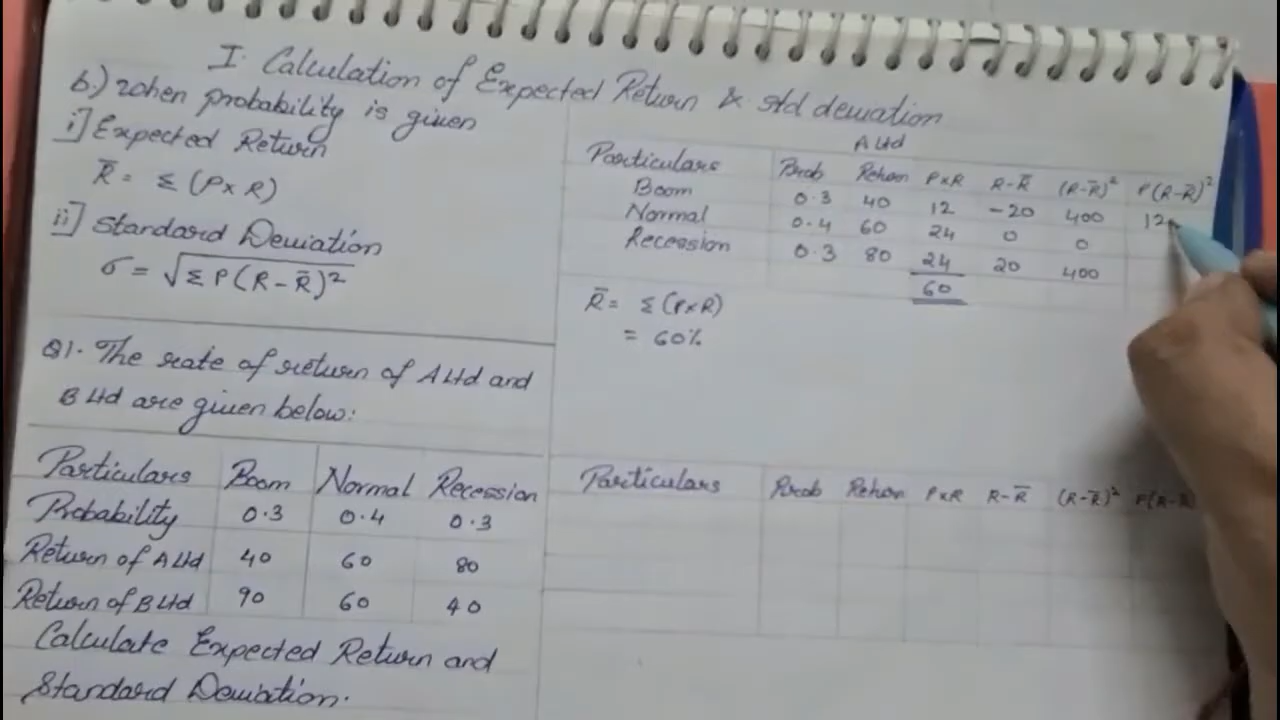 I. Calculation of Expected Return & std deviation
b.) When probability is given
i] Expected Return
R̄ = Σ (P x R)
ii] Standard Deviation
σ = √Σ P(R-R̄)²
Q1. The rate of return of A Ltd and
B Ltd are given below:
Particulars Boom Normal Recession
Probability 0.3 0.4 0.3
Return of A Ltd 40 60 80
Return of B Ltd 90 60 40
Calculate Expected Return and
Standard Deviation.
A Ltd
Particulars Prob Return PxR R-R̄ (R-R̄)² P(R-R̄)²
Boom 0.3 40 12 -20 400 12
Normal 0.4 60 24 0 0
Recession 0.3 80 24 20 400
60
R̄ = Σ (PxR)
= 60%
Particulars Prob Return PxR R-R̄ (R-R̄)² P(R-R̄)